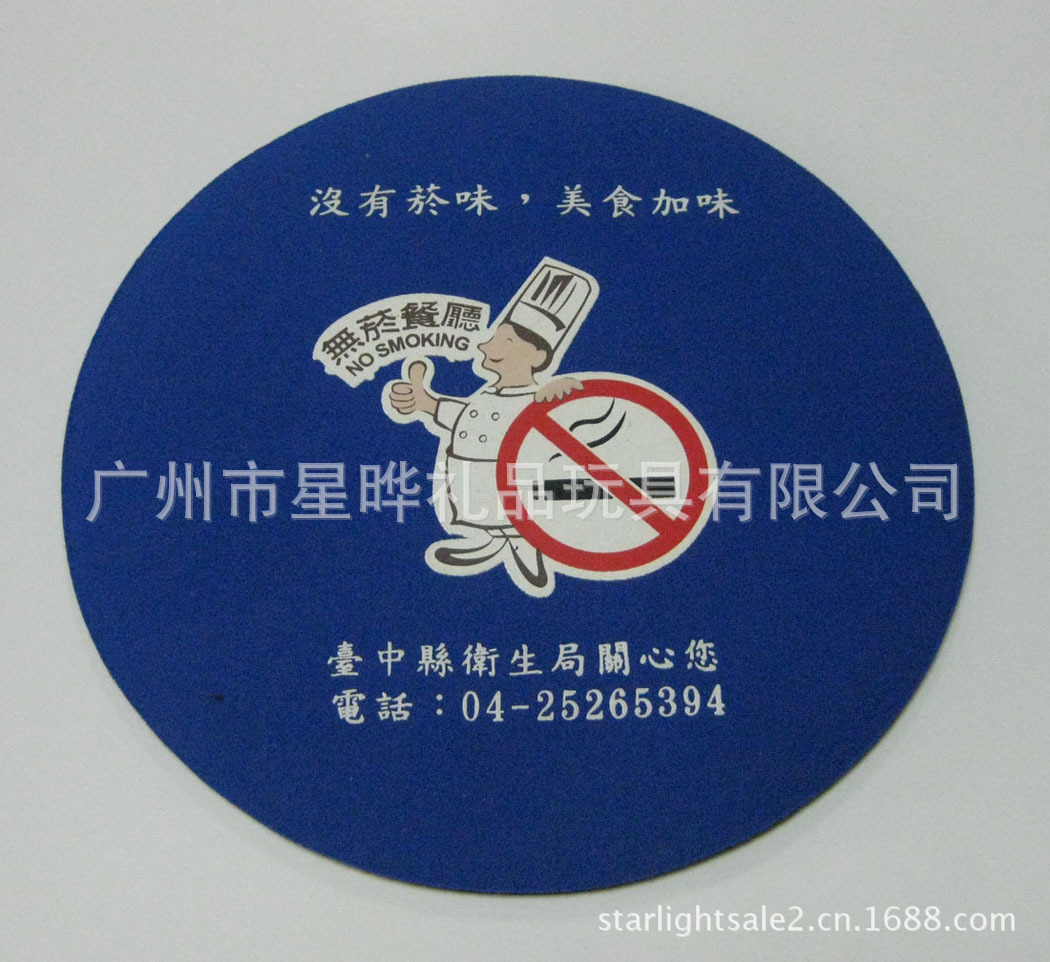 沒有菸味，美食加味
無菸餐廳
NO SMOKING
广州市星晔礼品玩具有限公司
臺中縣衛生局關心您
電話：04-25265394
starlightsale2.cn.1688.com